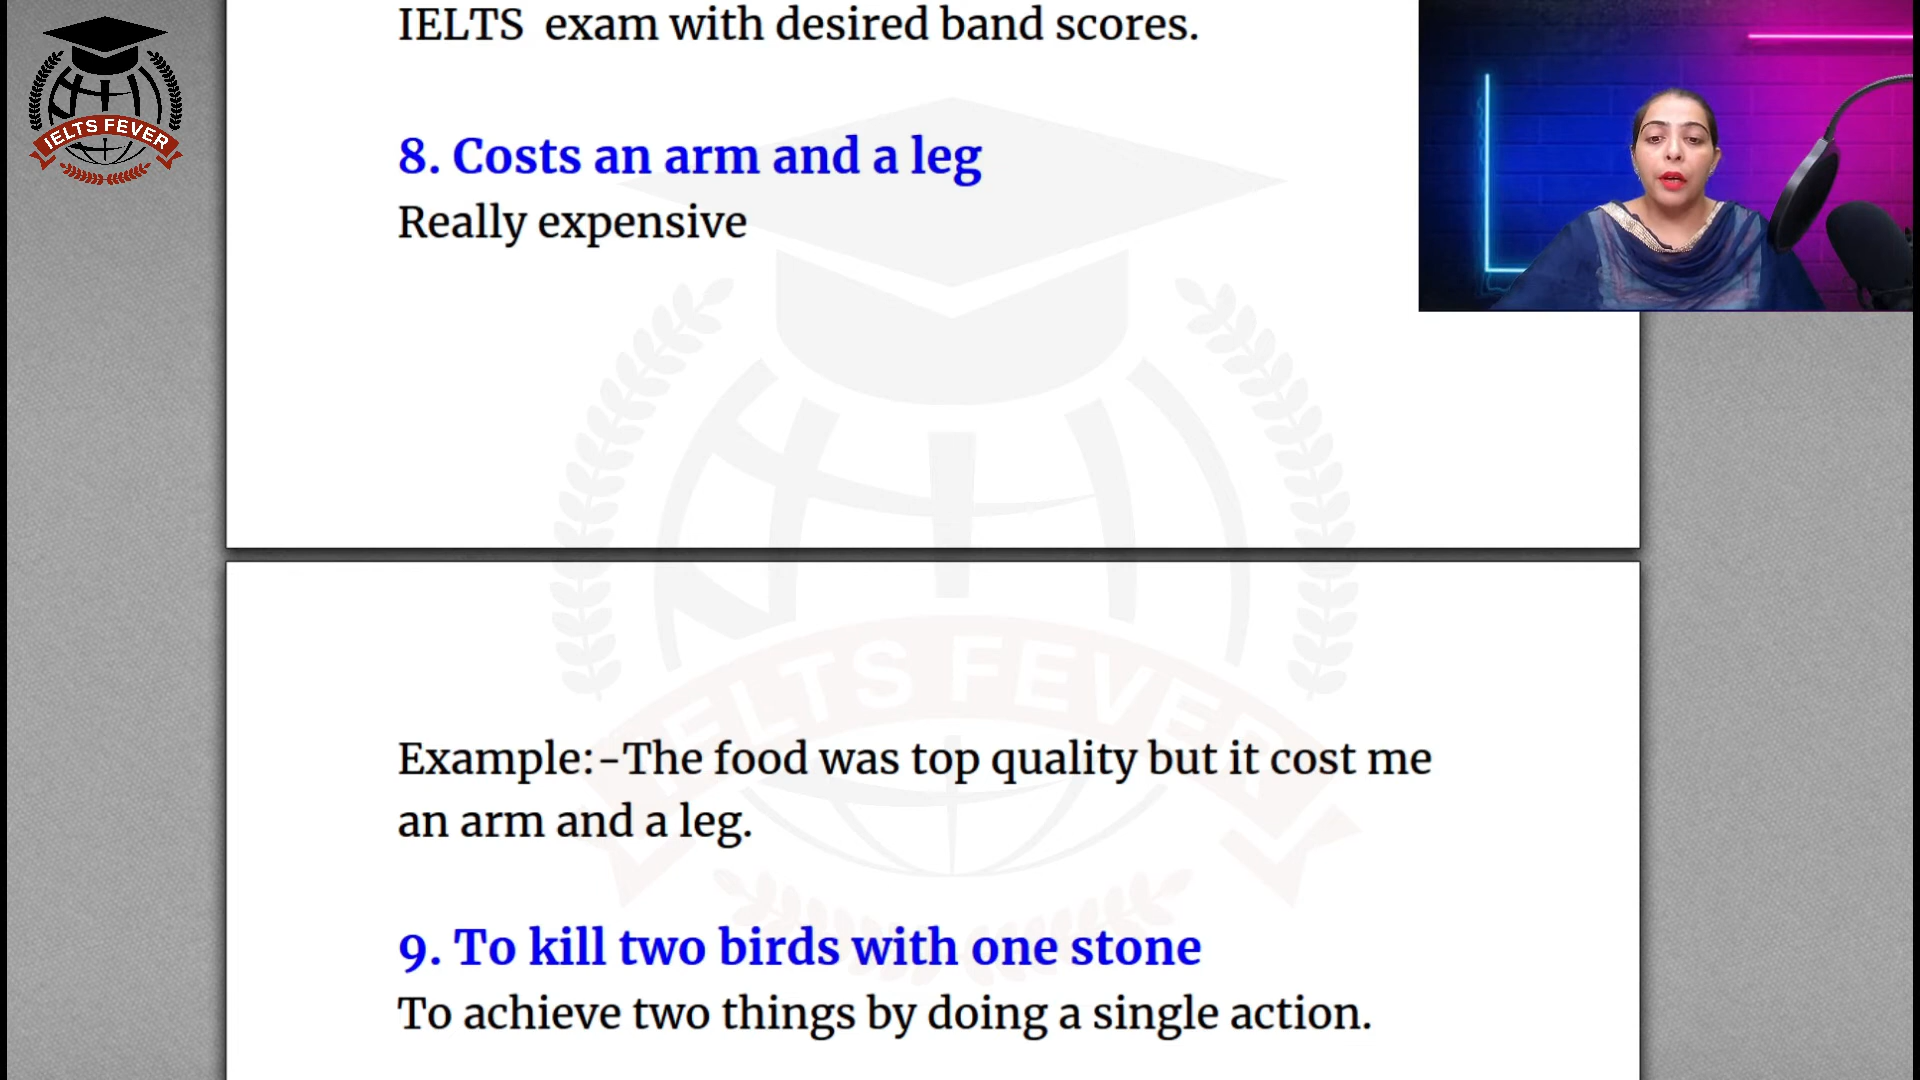 IELTS FEVER
IELTS exam with desired band scores.
8. Costs an arm and a leg
Really expensive
IELTS FEVER
Example:-The food was top quality but it cost me
an arm and a leg.
9. To kill two birds with one stone
To achieve two things by doing a single action.